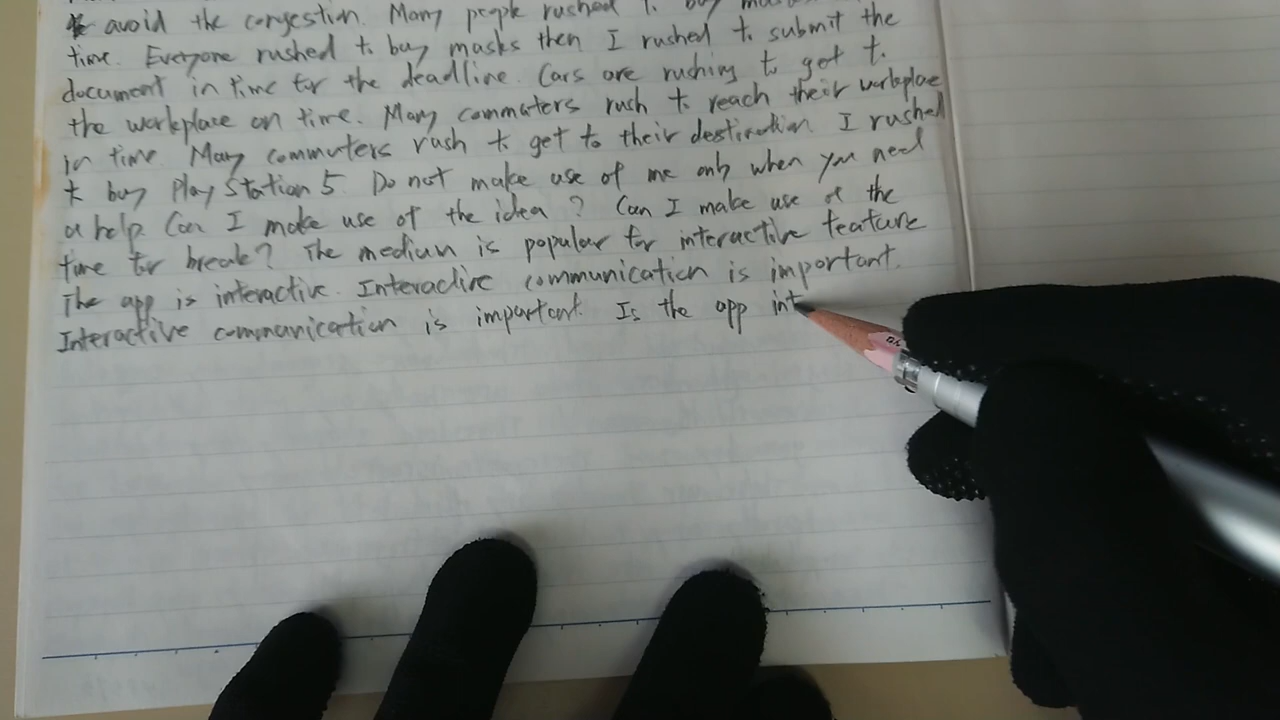 avoid the congestion. Many people rushed to buy
time. Everyone rushed to buy masks then I rushed to submit the
document in time for the deadline. Cars are rushing to get to
the workplace on time. Many commuters rush to reach their workplace
in time. Many commuters rush to get to their destination I rushed
to buy Play Station 5. Do not make use of me only when you need
a help. Can I make use of the idea? Can I make use of the
time for break? The medium is popular for interactive feature
The app is interactive. Interactive communication is important.
Interactive communication is important. Is the app int